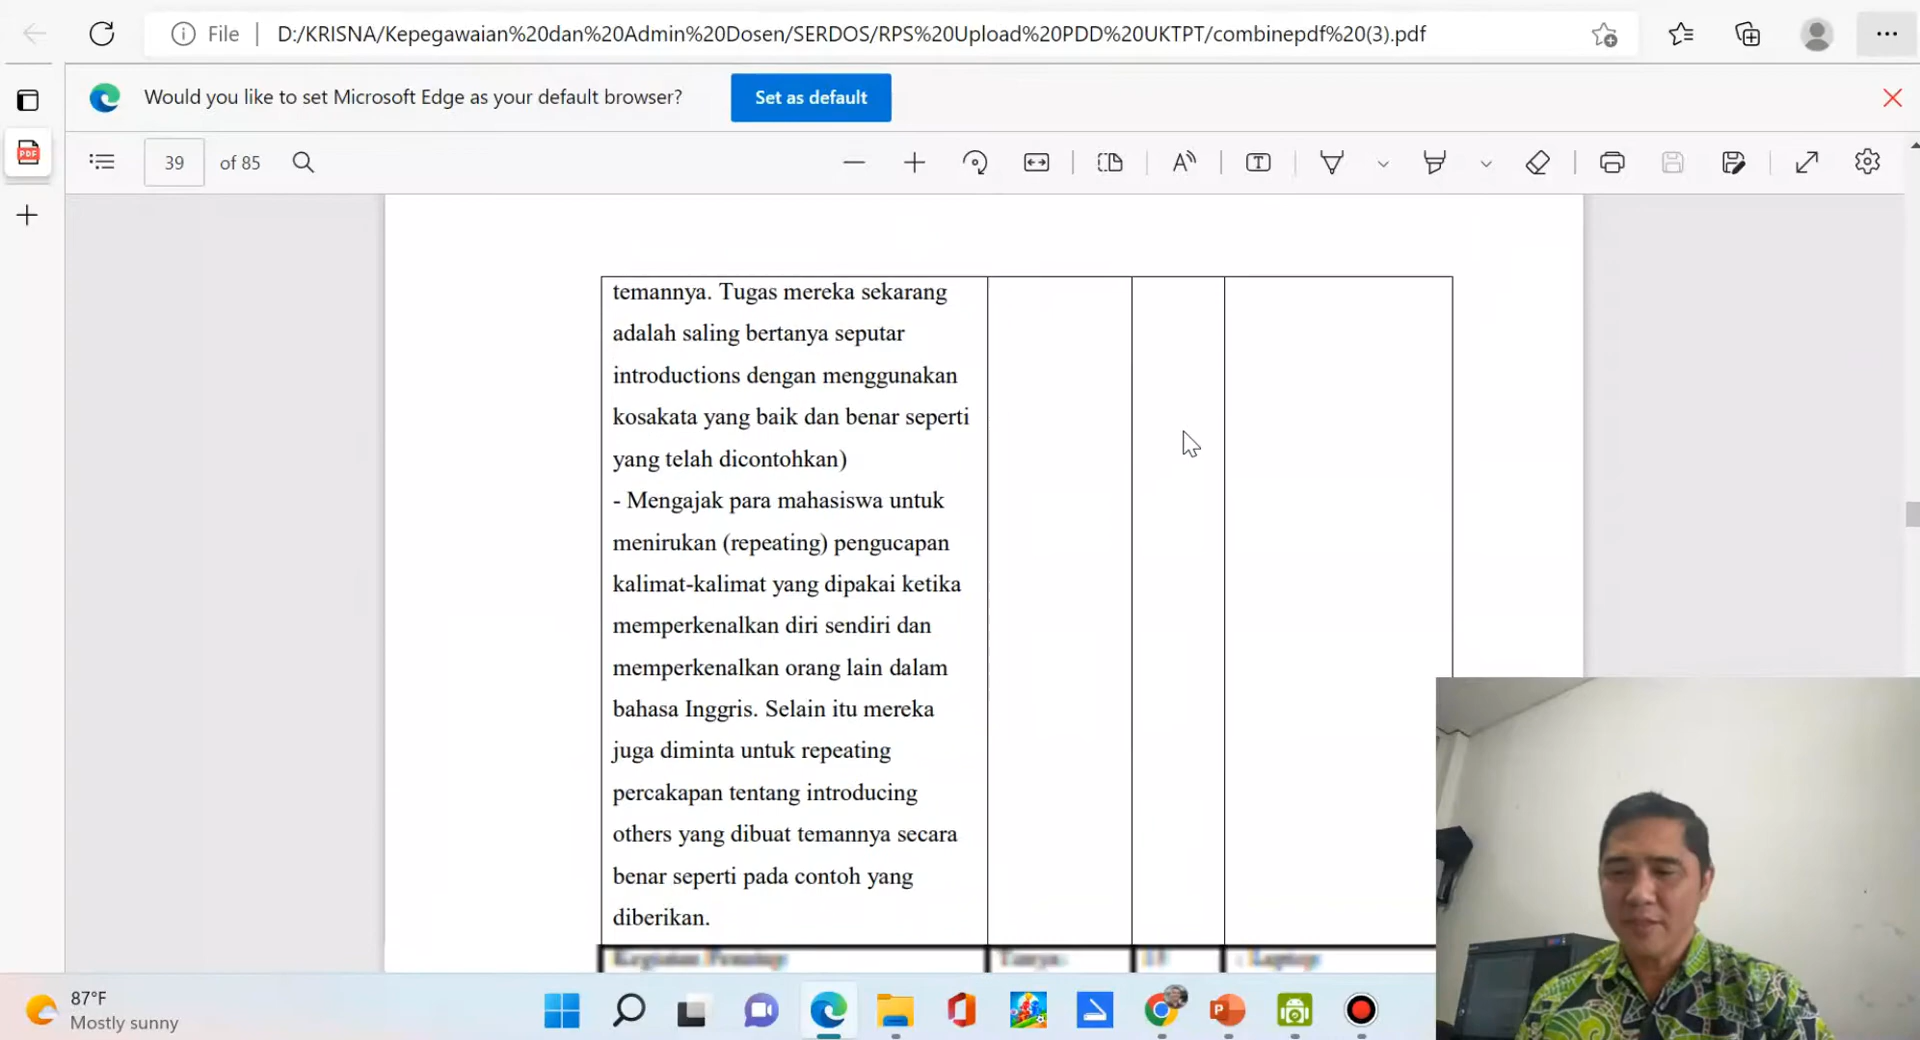 File
D:/KRISNA/Kepegawaian%20dan%20Admin%20Dosen/SERDOS/RPS%20Upload%20PDD%20UKTPT/combinepdf%20(3).pdf
Would you like to set Microsoft Edge as your default browser?
Set as default
PDF
39 of 85
temannya. Tugas mereka sekarang
adalah saling bertanya seputar
introductions dengan menggunakan
kosakata yang baik dan benar seperti
yang telah dicontohkan)
- Mengajak para mahasiswa untuk
menirukan (repeating) pengucapan
kalimat-kalimat yang dipakai ketika
memperkenalkan diri sendiri dan
memperkenalkan orang lain dalam
bahasa Inggris. Selain itu mereka
juga diminta untuk repeating
percakapan tentang introducing
others yang dibuat temannya secara
benar seperti pada contoh yang
diberikan.
Kegiatan Penutup
87°F
Mostly sunny